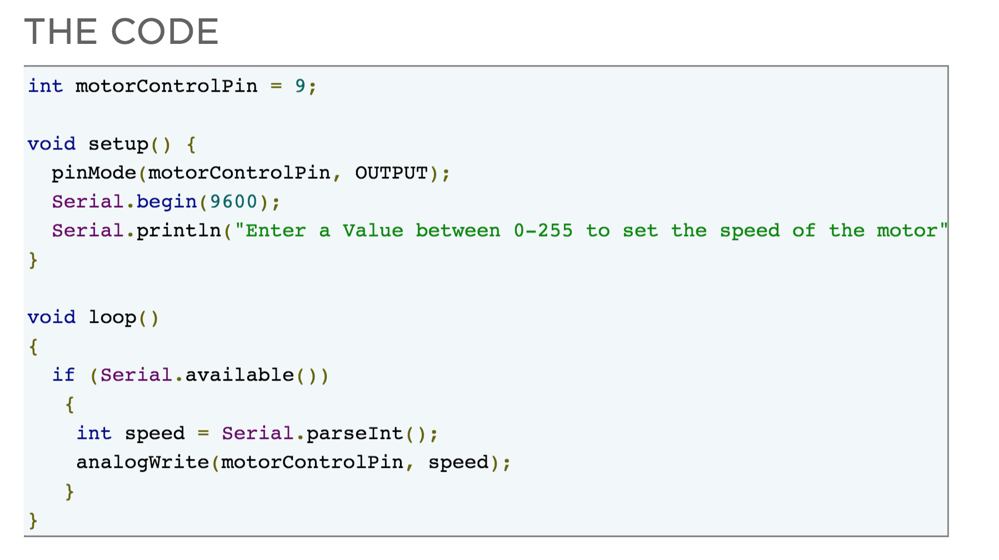 THE CODE
int motorControlPin = 9;
void setup() {
  pinMode(motorControlPin, OUTPUT);
  Serial.begin(9600);
  Serial.println("Enter a Value between 0-255 to set the speed of the motor"
}
void loop()
{
  if (Serial.available())
   {
    int speed = Serial.parseInt();
    analogWrite(motorControlPin, speed);
   }
}